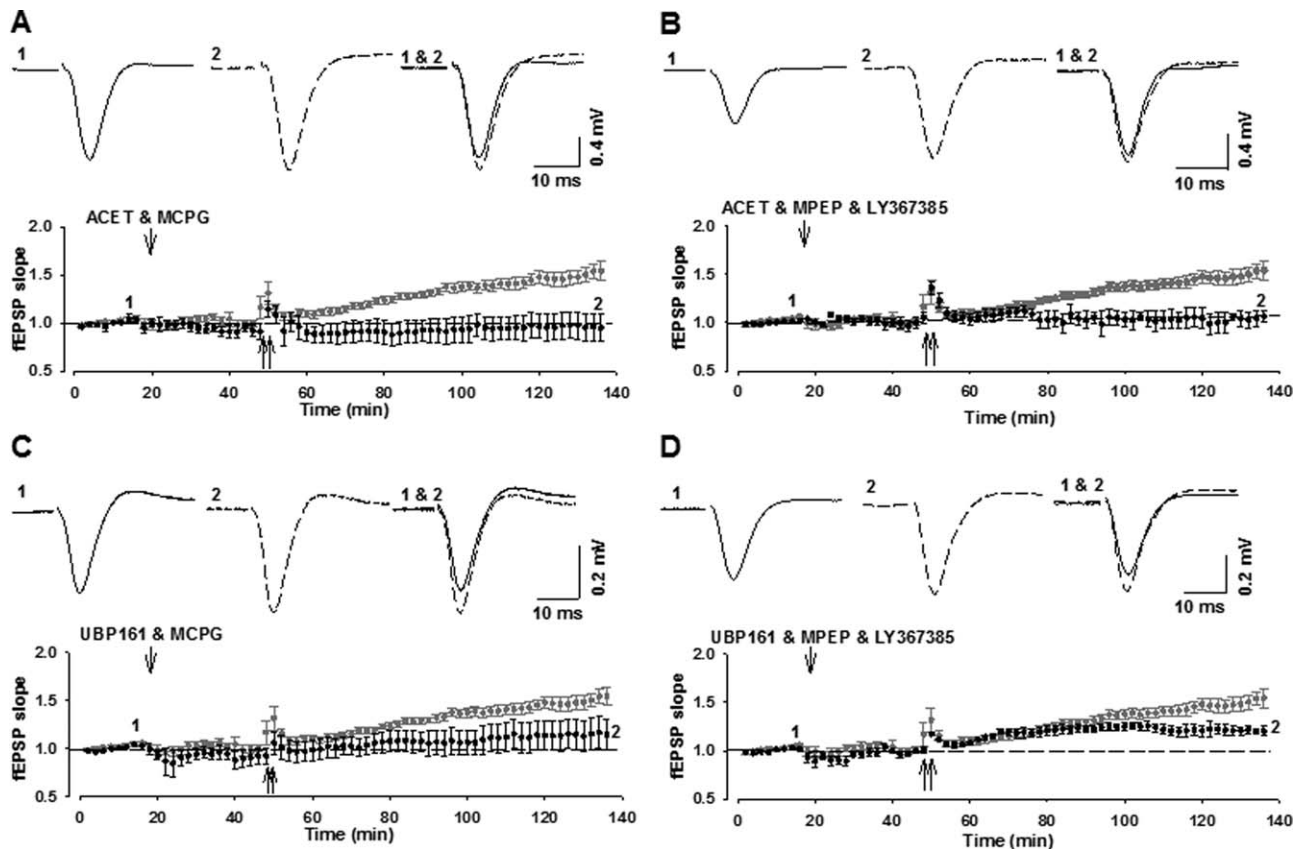 A
1
2
1 & 2
0.4 mV
10 ms
ACET & MCPG
2.0
1.5
1.0
0.5
fEPSP slope
1
2
0
20
40
60
80
100
120
140
Time (min)
B
1
2
1 & 2
0.4 mV
10 ms
ACET & MPEP & LY367385
2.0
1.5
1.0
0.5
fEPSP slope
1
2
0
20
40
60
80
100
120
140
Time (min)
C
1
2
1 & 2
0.2 mV
10 ms
UBP161 & MCPG
2.0
1.5
1.0
0.5
fEPSP slope
1
2
0
20
40
60
80
100
120
140
Time (min)
D
1
2
1 & 2
0.2 mV
10 ms
UBP161 & MPEP & LY367385
2.0
1.5
1.0
0.5
fEPSP slope
1
2
0
20
40
60
80
100
120
140
Time (min)